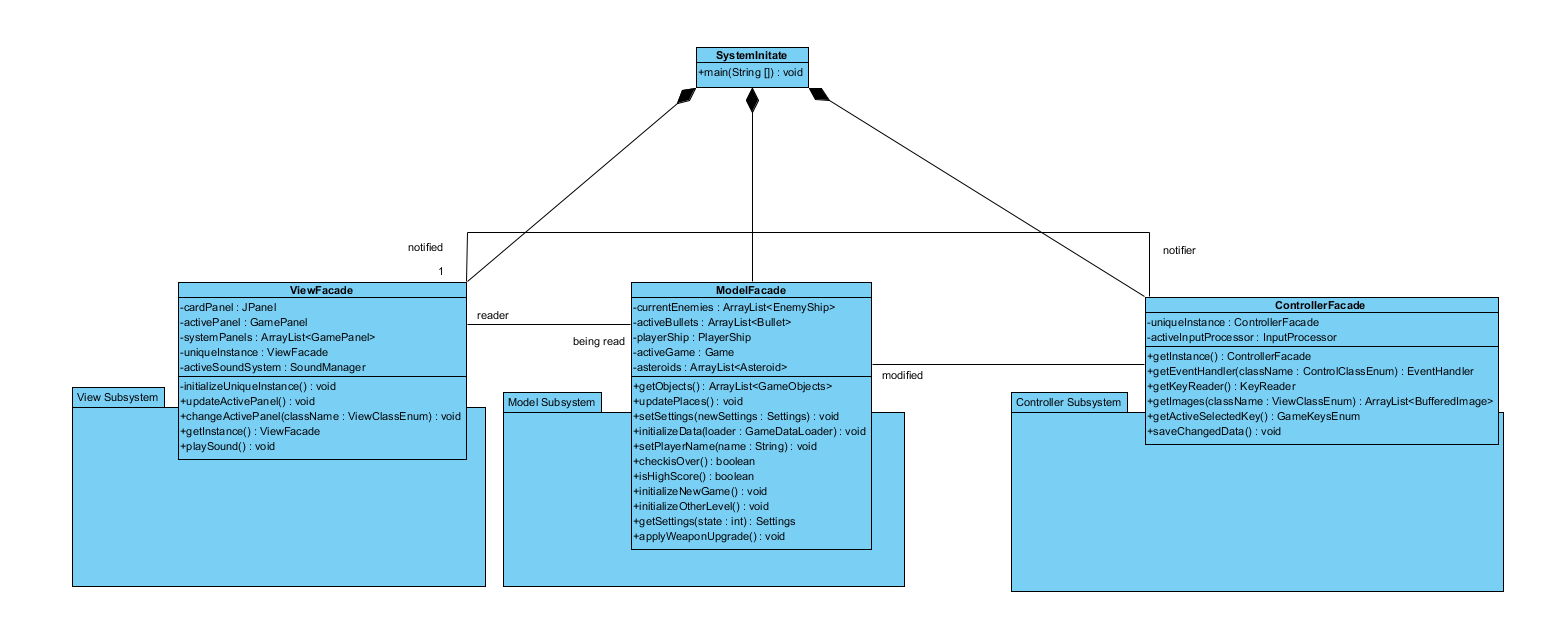 SystemInitate
+main(String []) : void
notified
notifier
1
ViewFacade
-cardPanel : JPanel
-activePanel : GamePanel
-systemPanels : ArrayList<GamePanel>
-uniqueInstance : ViewFacade
-activeSoundSystem : SoundManager
-initializeUniqueInstance() : void
+updateActivePanel() : void
+changeActivePanel(className : ViewClassEnum) : void
+getInstance() : ViewFacade
+playSound() : void
View Subsystem
reader
being read
ModelFacade
-currentEnemies : ArrayList<EnemyShip>
-activeBullets : ArrayList<Bullet>
-playerShip : PlayerShip
-activeGame : Game
-asteroids : ArrayList<Asteroid>
+getObjects() : ArrayList<GameObjects>
+updatePlaces() : void
+setSettings(newSettings : Settings) : void
+initializeData(loader : GameDataLoader) : void
+setPlayerName(name : String) : void
+checkisOver() : boolean
+isHighScore() : boolean
+initializeNewGame() : void
+initializeOtherLevel() : void
+getSettings(state : int) : Settings
+applyWeaponUpgrade() : void
Model Subsystem
modified
ControllerFacade
-uniqueInstance : ControllerFacade
-activeInputProcessor : InputProcessor
+getInstance() : ControllerFacade
+getEventHandler(className : ControlClassEnum) : EventHandler
+getKeyReader() : KeyReader
+getImages(className : ViewClassEnum) : ArrayList<BufferedImage>
+getActiveSelectedKey() : GameKeysEnum
+saveChangedData() : void
Controller Subsystem